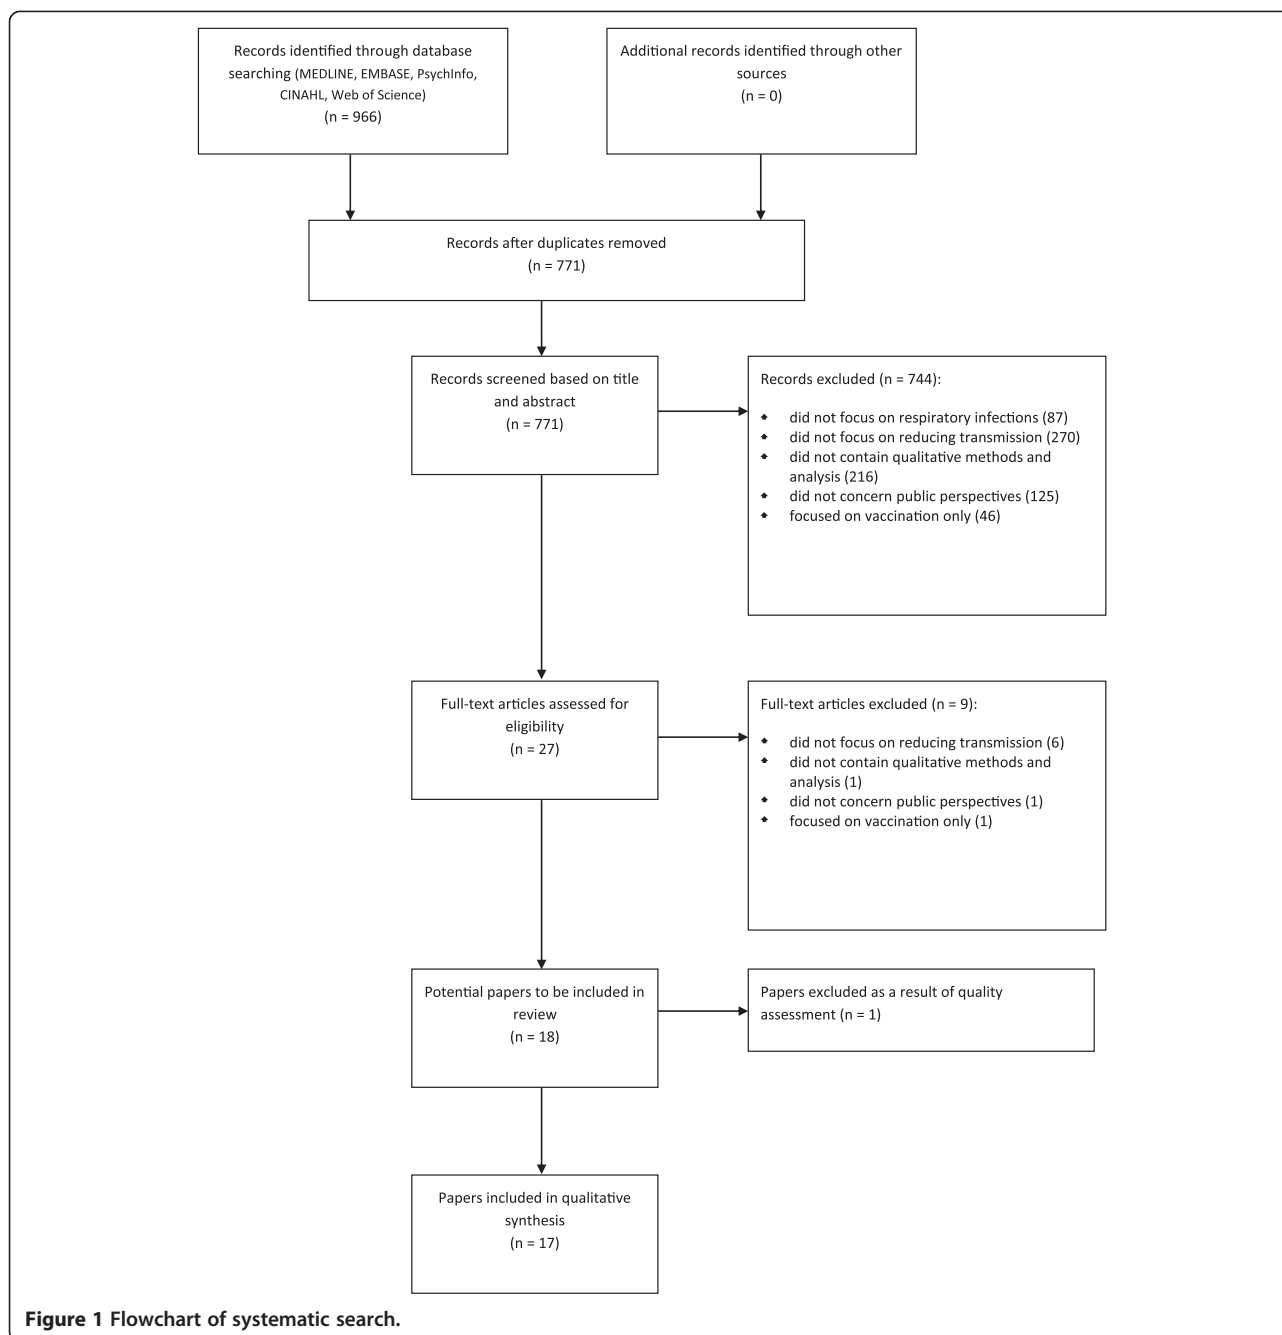 Records identified through database
searching (MEDLINE, EMBASE, PsychInfo,
CINAHL, Web of Science)
(n = 966)
Additional records identified through other
sources
(n = 0)
Records after duplicates removed
(n = 771)
Records screened based on title
and abstract
(n = 771)
Records excluded (n = 744):
did not focus on respiratory infections (87)
did not focus on reducing transmission (270)
did not contain qualitative methods and
analysis (216)
did not concern public perspectives (125)
focused on vaccination only (46)
Full-text articles assessed for
eligibility
(n = 27)
Full-text articles excluded (n = 9):
did not focus on reducing transmission (6)
did not contain qualitative methods and
analysis (1)
did not concern public perspectives (1)
focused on vaccination only (1)
Potential papers to be included in
review
(n = 18)
Papers excluded as a result of quality
assessment (n = 1)
Papers included in qualitative
synthesis
(n = 17)
Figure 1 Flowchart of systematic search.